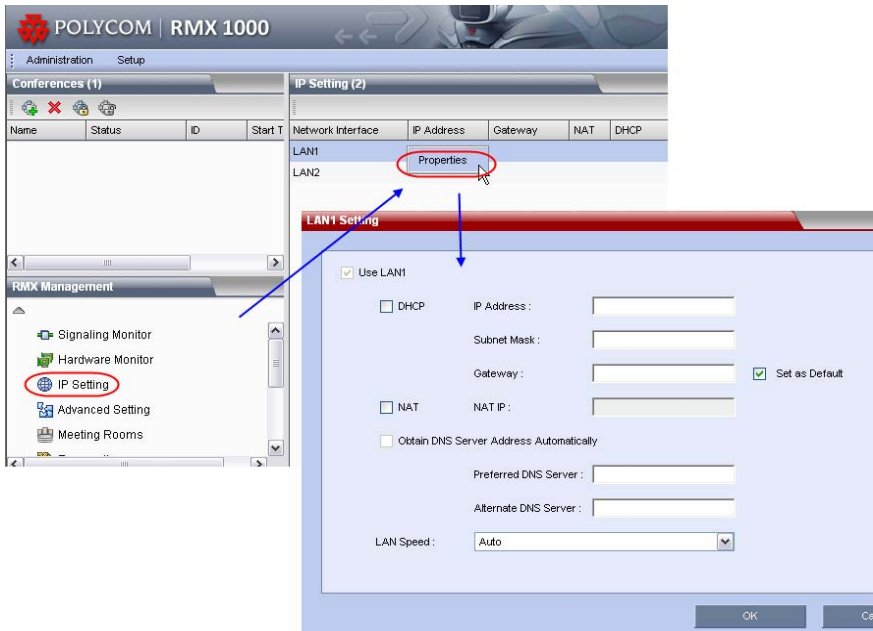 POLYCOM | RMX 1000
Administration Setup
Conferences (1)
Name Status ID Start T
IP Setting (2)
Network Interface IP Address Gateway NAT DHCP
LAN1
LAN2
Properties
RMX Management
Signaling Monitor
Hardware Monitor
IP Setting
Advanced Setting
Meeting Rooms
LAN1 Setting
Use LAN1
DHCP IP Address :
Subnet Mask :
Gateway : Set as Default
NAT NAT IP :
Obtain DNS Server Address Automatically
Preferred DNS Server :
Alternate DNS Server :
LAN Speed : Auto
OK Ca